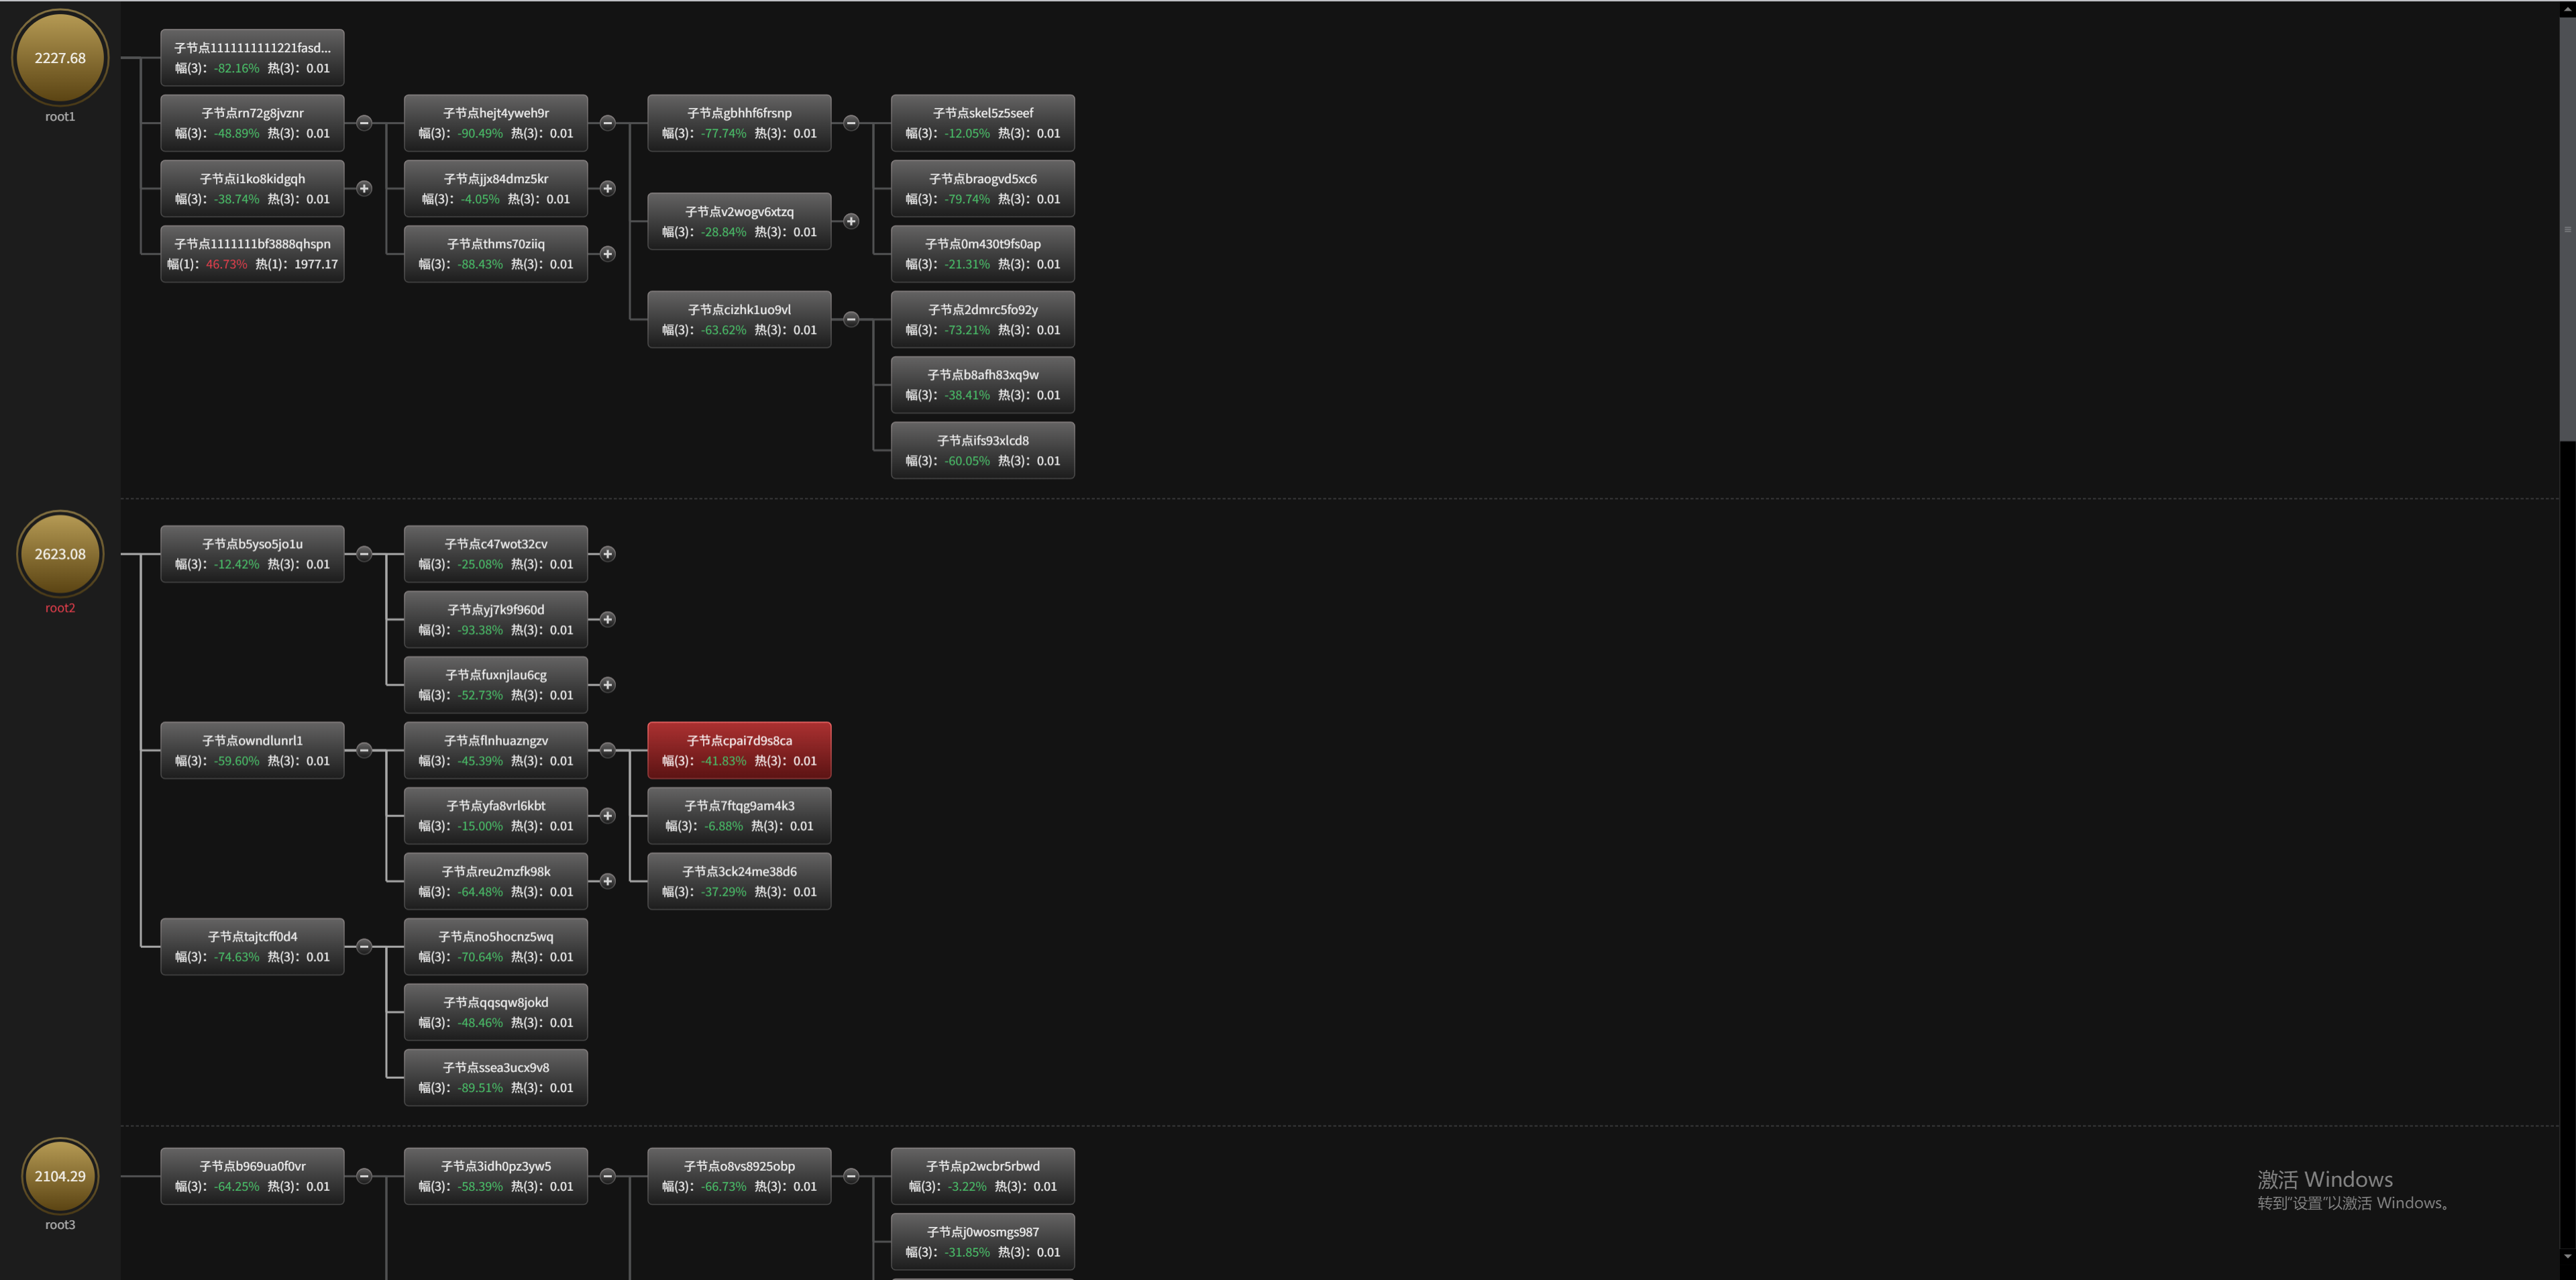 2227.68
root1
子节点1111111111221fasd...
幅(3)：-82.16% 热(3)：0.01
子节点rn72g8jvznr
幅(3)：-48.89% 热(3)：0.01
子节点hejt4yweh9r
幅(3)：-90.49% 热(3)：0.01
子节点gbhhf6frsnp
幅(3)：-77.74% 热(3)：0.01
子节点skel5z5seef
幅(3)：-12.05% 热(3)：0.01
子节点i1ko8kidgqh
幅(3)：-38.74% 热(3)：0.01
子节点jjx84dmz5kr
幅(3)：-4.05% 热(3)：0.01
子节点v2wogv6xtzq
幅(3)：-28.84% 热(3)：0.01
子节点braogvd5xc6
幅(3)：-79.74% 热(3)：0.01
子节点1111111bf3888qhspn
幅(1)：46.73% 热(1)：1977.17
子节点thms70ziiq
幅(3)：-88.43% 热(3)：0.01
子节点0m430t9fs0ap
幅(3)：-21.31% 热(3)：0.01
子节点cizhk1uo9vl
幅(3)：-63.62% 热(3)：0.01
子节点2dmrc5fo92y
幅(3)：-73.21% 热(3)：0.01
子节点b8afh83xq9w
幅(3)：-38.41% 热(3)：0.01
子节点ifs93xlcd8
幅(3)：-60.05% 热(3)：0.01
2623.08
root2
子节点b5yso5jo1u
幅(3)：-12.42% 热(3)：0.01
子节点c47wot32cv
幅(3)：-25.08% 热(3)：0.01
子节点yj7k9f960d
幅(3)：-93.38% 热(3)：0.01
子节点fuxnjlau6cg
幅(3)：-52.73% 热(3)：0.01
子节点owndlunrl1
幅(3)：-59.60% 热(3)：0.01
子节点flnhuazngzv
幅(3)：-45.39% 热(3)：0.01
子节点cpai7d9s8ca
幅(3)：-41.83% 热(3)：0.01
子节点yfa8vrl6kbt
幅(3)：-15.00% 热(3)：0.01
子节点7ftqg9am4k3
幅(3)：-6.88% 热(3)：0.01
子节点reu2mzfk98k
幅(3)：-64.48% 热(3)：0.01
子节点3ck24me38d6
幅(3)：-37.29% 热(3)：0.01
子节点tajtcff0d4
幅(3)：-74.63% 热(3)：0.01
子节点no5hocnz5wq
幅(3)：-70.64% 热(3)：0.01
子节点qqsqw8jokd
幅(3)：-48.46% 热(3)：0.01
子节点ssea3ucx9v8
幅(3)：-89.51% 热(3)：0.01
2104.29
root3
子节点b969ua0f0vr
幅(3)：-64.25% 热(3)：0.01
子节点3idh0pz3yw5
幅(3)：-58.39% 热(3)：0.01
子节点o8vs8925obp
幅(3)：-66.73% 热(3)：0.01
子节点p2wcbr5rbwd
幅(3)：-3.22% 热(3)：0.01
子节点j0wosmgs987
幅(3)：-31.85% 热(3)：0.01
激活 Windows
转到"设置"以激活 Windows。